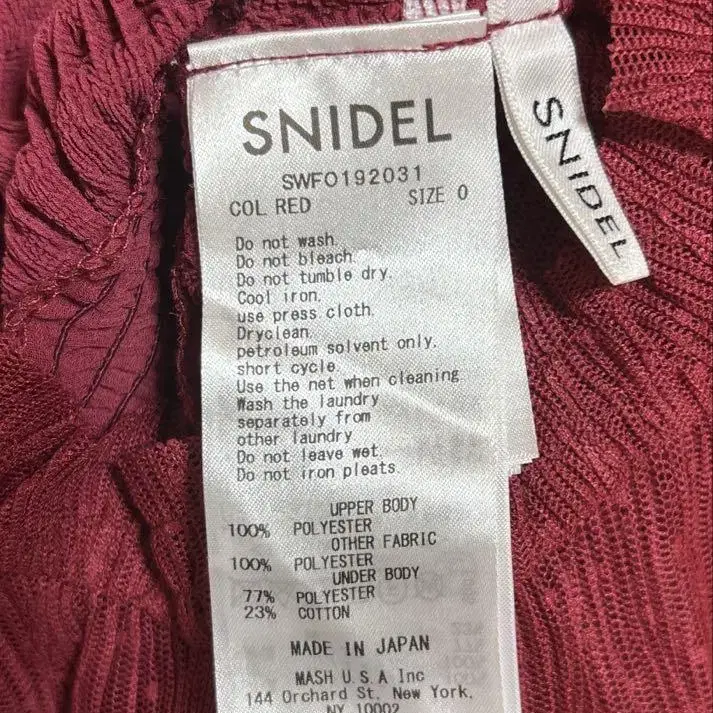 SNIDEL
SWFO192031
COL RED SIZE 0
Do not wash.
Do not bleach.
Do not tumble dry.
Cool iron.
use press cloth.
Dryclean.
petroleum solvent only.
short cycle.
Use the net when cleaning
Wash the laundry
separately from
other laundry
Do not leave wet.
Do not iron pleats.
UPPER BODY
100% POLYESTER
OTHER FABRIC
100% POLYESTER
UNDER BODY
77% POLYESTER
23% COTTON
MADE IN JAPAN
MASH U.S.A Inc
144 Orchard St. New York.
NY 10002
SNIDEL